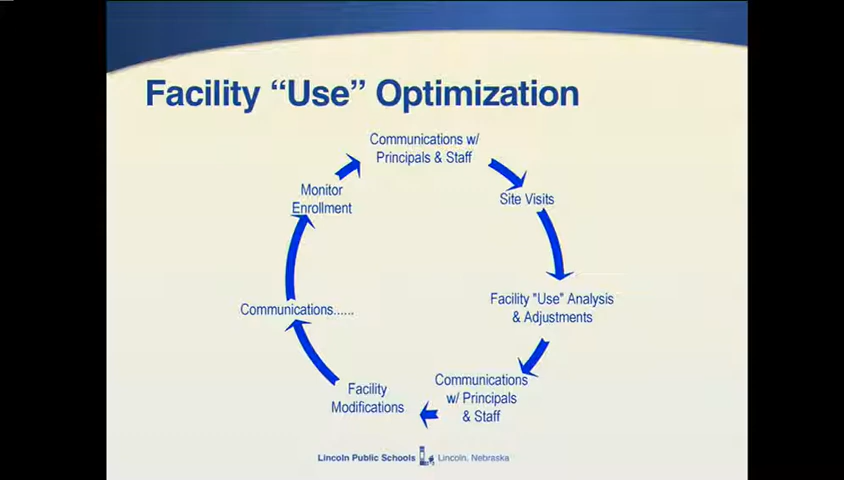 Facility “Use” Optimization
Communications w/
Principals & Staff
Site Visits
Facility "Use" Analysis
& Adjustments
Communications
w/ Principals
& Staff
Facility
Modifications
Communications......
Monitor
Enrollment
Lincoln Public Schools Lincoln, Nebraska